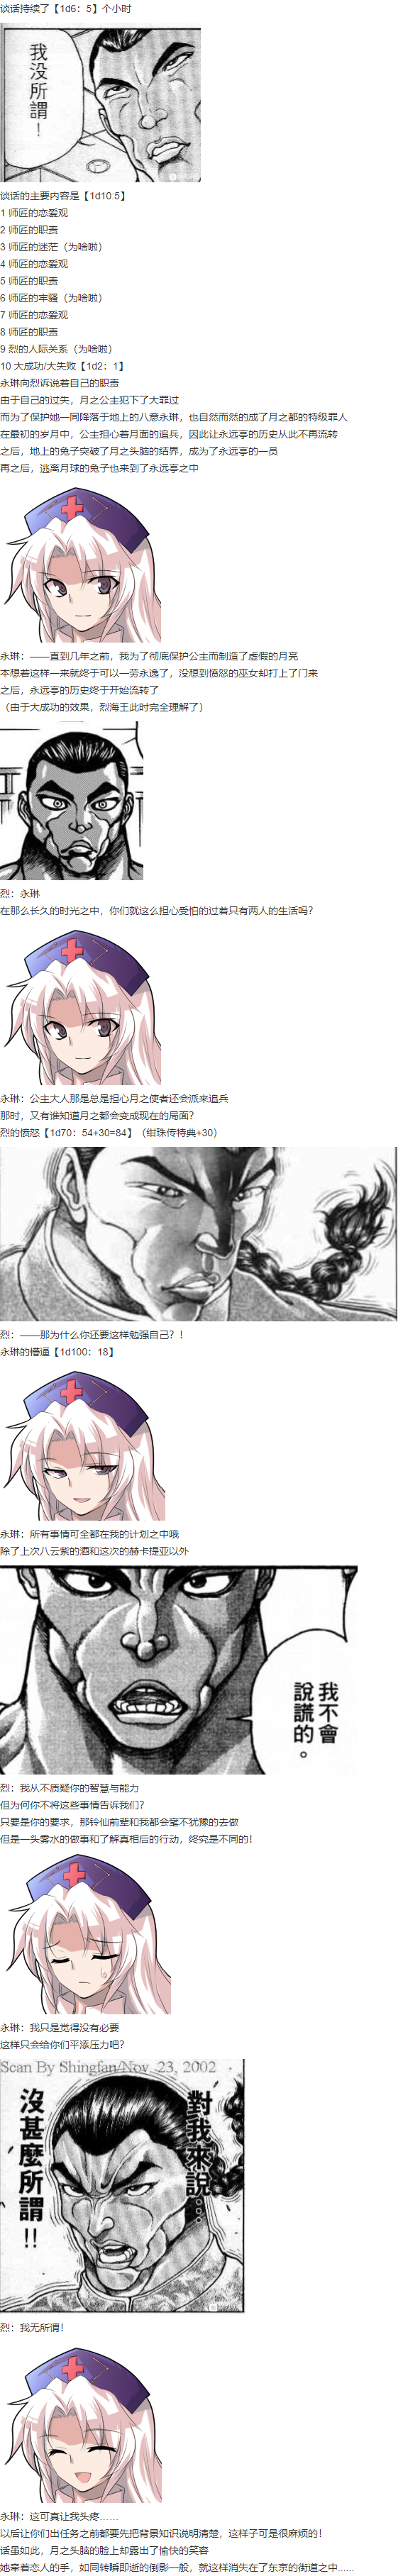 谈话持续了【1d6：5】个小时
我没所謂！
谈话的主要内容是【1d10:5】
1 师匠的恋爱观
2 师匠的职责
3 师匠的迷茫（为啥啦）
4 师匠的恋爱观
5 师匠的职责
6 师匠的牢骚（为啥啦）
7 师匠的恋爱观
8 师匠的职责
9 烈的人际关系（为啥啦）
10 大成功/大失败【1d2：1】
永琳向烈诉说着自己的职责
由于自己的过失，月之公主犯下了大罪过
而为了保护她一同降落于地上的八意永琳，也自然而然的成了月之都的特级罪人
在最初的岁月中，公主担心着月面的追兵，因此让永远亭的历史从此不再流转
之后，地上的兔子突破了月之头脑的结界，成为了永远亭的一员
再之后，逃离月球的兔子也来到了永远亭之中
永琳：——直到几年之前，我为了彻底保护公主而制造了虚假的月亮
本想着这样一来就终于可以一劳永逸了，没想到愤怒的巫女却打上了门来
之后，永远亭的历史终于开始流转了
（由于大成功的效果，烈海王此时完全理解了）
烈：永琳
在那么长久的时光之中，你们就这么担心受怕的过着只有两人的生活吗？
永琳：公主大人那是总是担心月之使者还会派来追兵
那时，又有谁知道月之都会变成现在的局面？
烈的愤怒【1d70：54+30=84】（绀珠传特典+30）
烈：——那为什么你还要这样勉强自己？！
永琳的懵逼【1d100：18】
永琳：所有事情可全都在我的计划之中哦
除了上次八云紫的酒和这次的赫卡提亚以外
我不會說謊的。
烈：我从不质疑你的智慧与能力
但为何你不将这些事情告诉我们？
只要是你的要求，那铃仙前辈和我都会毫不犹豫的去做
但是一头雾水的做事和了解真相后的行动，终究是不同的！
永琳：我只是觉得没有必要
这样只会给你们平添压力吧？
Scan By Shingfan/Nov. 23, 2002
對我來說…
沒甚麼所謂！！
烈：我无所谓！
永琳：这可真让我头疼……
以后让你们出任务之前都要先把背景知识说明清楚，这样子可是很麻烦的！
话虽如此，月之头脑的脸上却露出了愉快的笑容
她牵着恋人的手，如同转瞬即逝的倒影一般，就这样消失在了东京的街道之中……